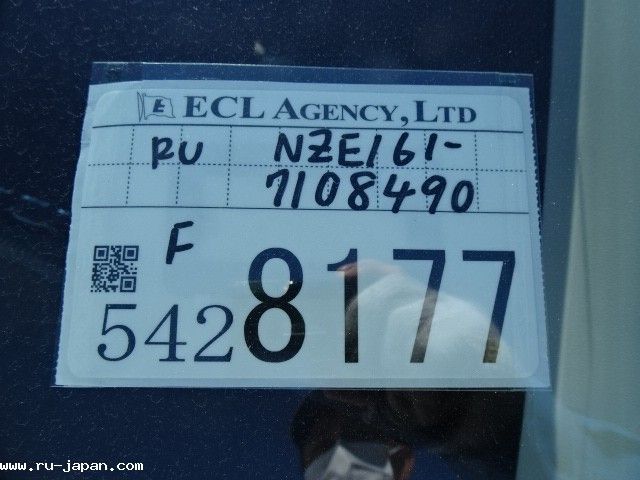 E ECL AGENCY, LTD
RU NZE161-
7108490
F
5428177
www.ru-japan.com